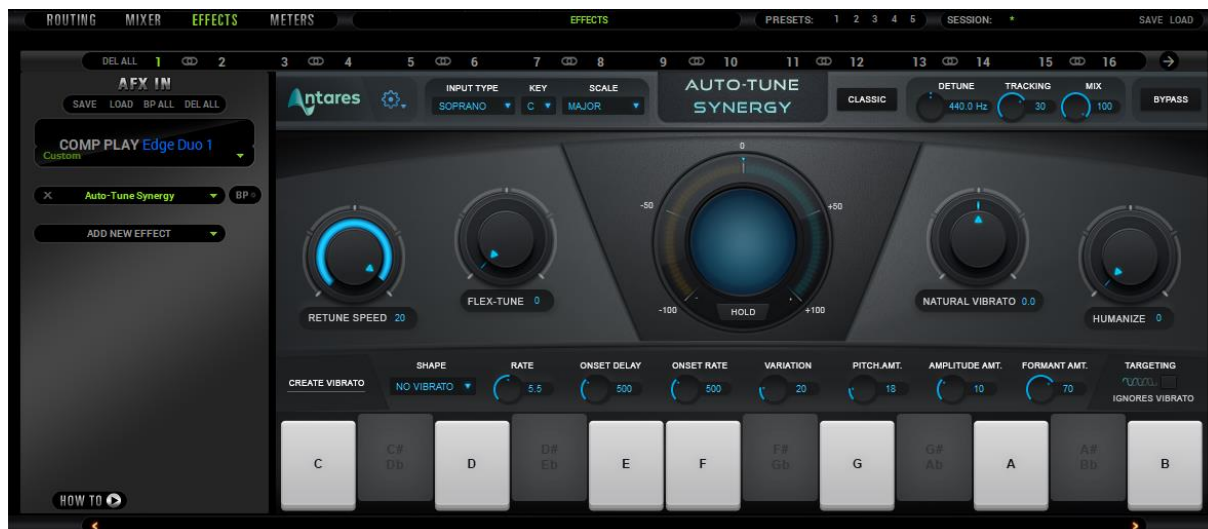 ROUTING MIXER EFFECTS METERS EFFECTS PRESETS: 1 2 3 4 5 SESSION: * SAVE LOAD
DEL ALL 1 2 3 4 5 6 7 8 9 10 11 12 13 14 15 16
AFX IN
SAVE LOAD BP ALL DEL ALL
COMP PLAY Edge Duo 1
Custom
X Auto-Tune Synergy BP
ADD NEW EFFECT
HOW TO
Antares
INPUT TYPE KEY SCALE
SOPRANO C MAJOR
AUTO-TUNE
SYNERGY
CLASSIC
DETUNE TRACKING MIX
440.0 Hz 30 100
BYPASS
0
-50 +50
-100 HOLD +100
RETUNE SPEED 20
FLEX-TUNE 0
NATURAL VIBRATO 0.0
HUMANIZE 0
CREATE VIBRATO
SHAPE RATE ONSET DELAY ONSET RATE VARIATION PITCH.AMT. AMPLITUDE AMT. FORMANT AMT. TARGETING
NO VIBRATO 5.5 500 500 20 18 10 70
IGNORES VIBRATO
C# D# F# G# A#
Db Eb Gb Ab Bb
C D E F G A B